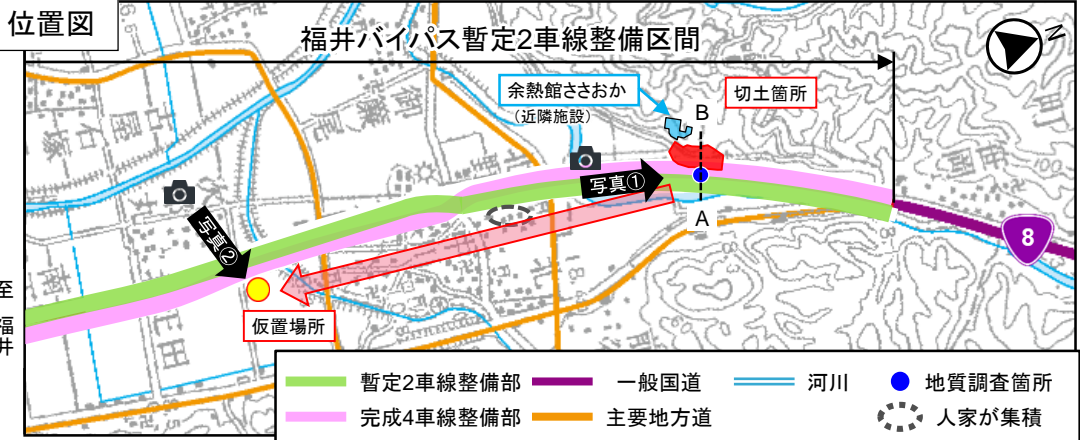 位置図
福井バイパス暫定2車線整備区間
N
余熱館ささおか
（近隣施設）
切土箇所
B
写真①
A
写真②
8
至
福
井
仮置場所
暫定2車線整備部
一般国道
河川
地質調査箇所
完成4車線整備部
主要地方道
人家が集積